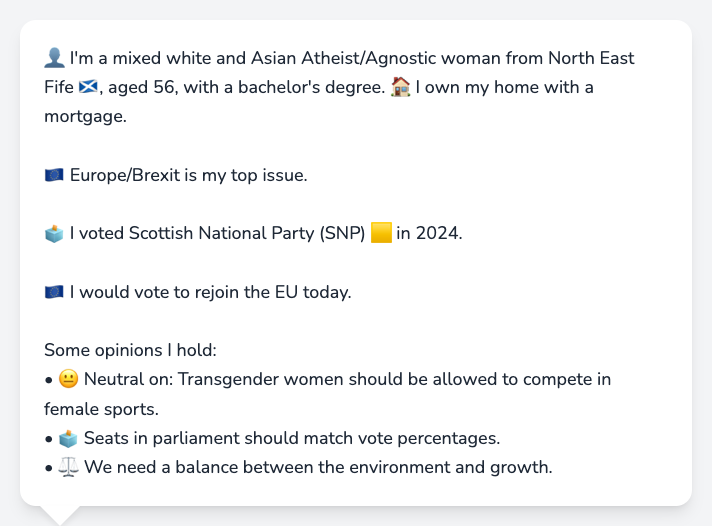 👤 I'm a mixed white and Asian Atheist/Agnostic woman from North East
Fife 🏴󠁧󠁢󠁳󠁣󠁴󠁿, aged 56, with a bachelor's degree. 🏠 I own my home with a
mortgage.
🇪🇺 Europe/Brexit is my top issue.
🗳️ I voted Scottish National Party (SNP) 🟨 in 2024.
🇪🇺 I would vote to rejoin the EU today.
Some opinions I hold:
• 😐 Neutral on: Transgender women should be allowed to compete in
female sports.
• 🗳️ Seats in parliament should match vote percentages.
• ⚖️ We need a balance between the environment and growth.